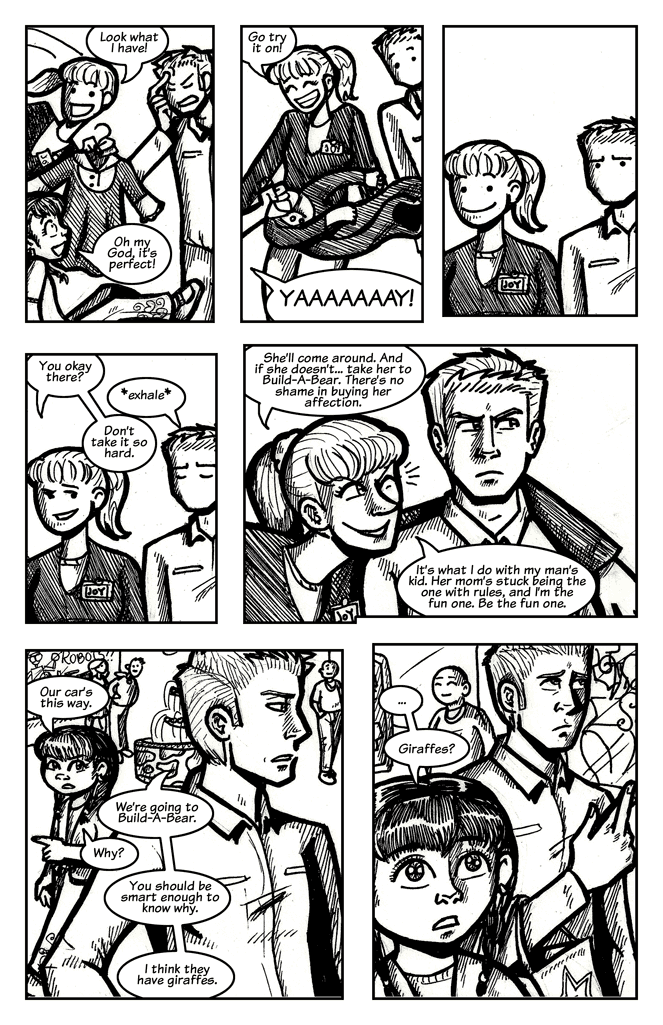 Look what
I have!
Oh my
God, it's
perfect!
Go try
it on!
JOY
YAAAAAAAY!
JOY
You okay
there?
*exhale*
Don't
take it so
hard.
JOY
She'll come around. And
if she doesn't... take her to
Build-A-Bear. There's no
shame in buying her
affection.
It's what I do with my man's
kid. Her mom's stuck being the
one with rules, and I'm the
fun one. Be the fun one.
JOY
ROBOTS!!
Our car's
this way.
We're going to
Build-A-Bear.
Why?
You should be
smart enough to
know why.
I think they
have giraffes.
...
Giraffes?